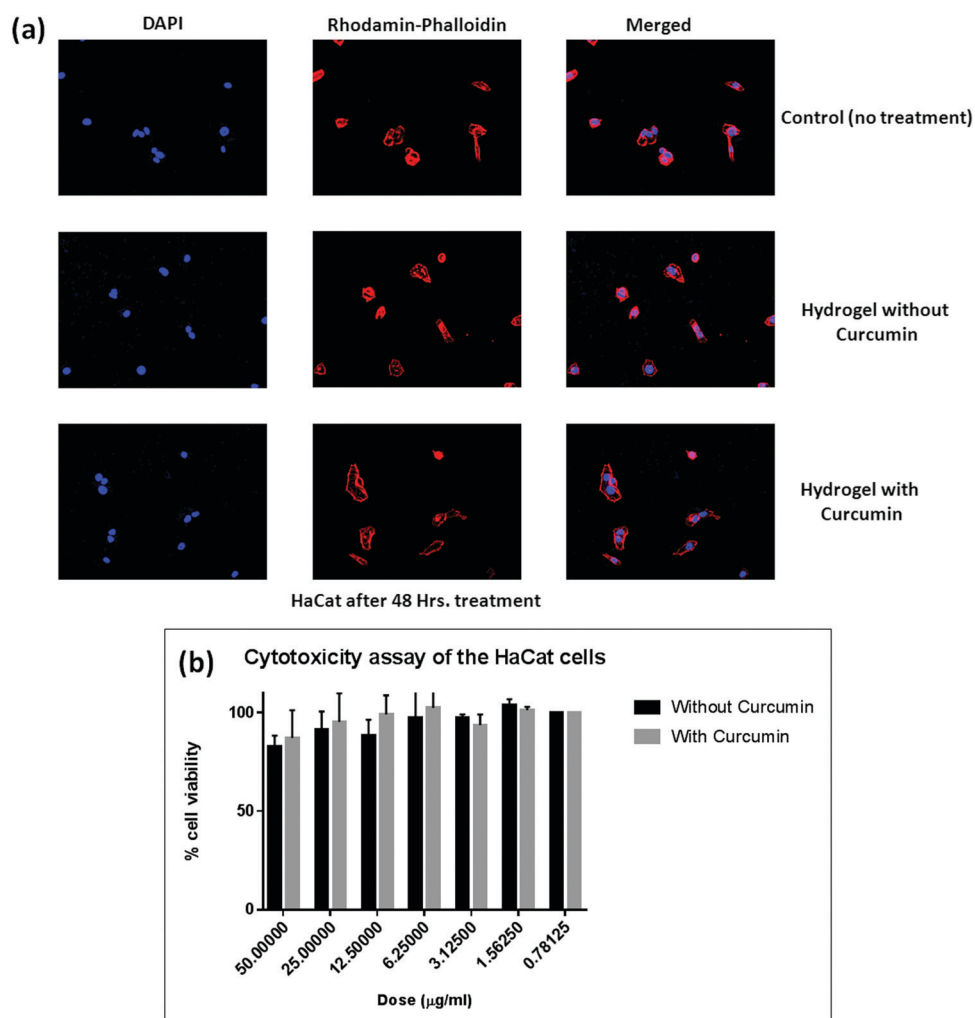 (a)
DAPI
Rhodamin-Phalloidin
Merged
Control (no treatment)
Hydrogel without
Curcumin
Hydrogel with
Curcumin
HaCat after 48 Hrs. treatment
(b) Cytotoxicity assay of the HaCat cells
100
50
0
% cell viability
Without Curcumin
With Curcumin
50.00000
25.00000
12.50000
6.25000
3.12500
1.56250
0.78125
Dose (μg/ml)